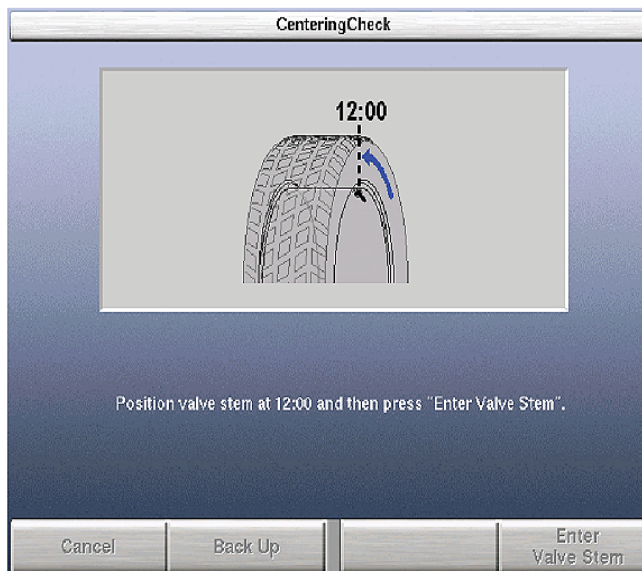 CenteringCheck
12:00
Position valve stem at 12:00 and then press "Enter Valve Stem".
Cancel
Back Up
Enter
Valve Stem